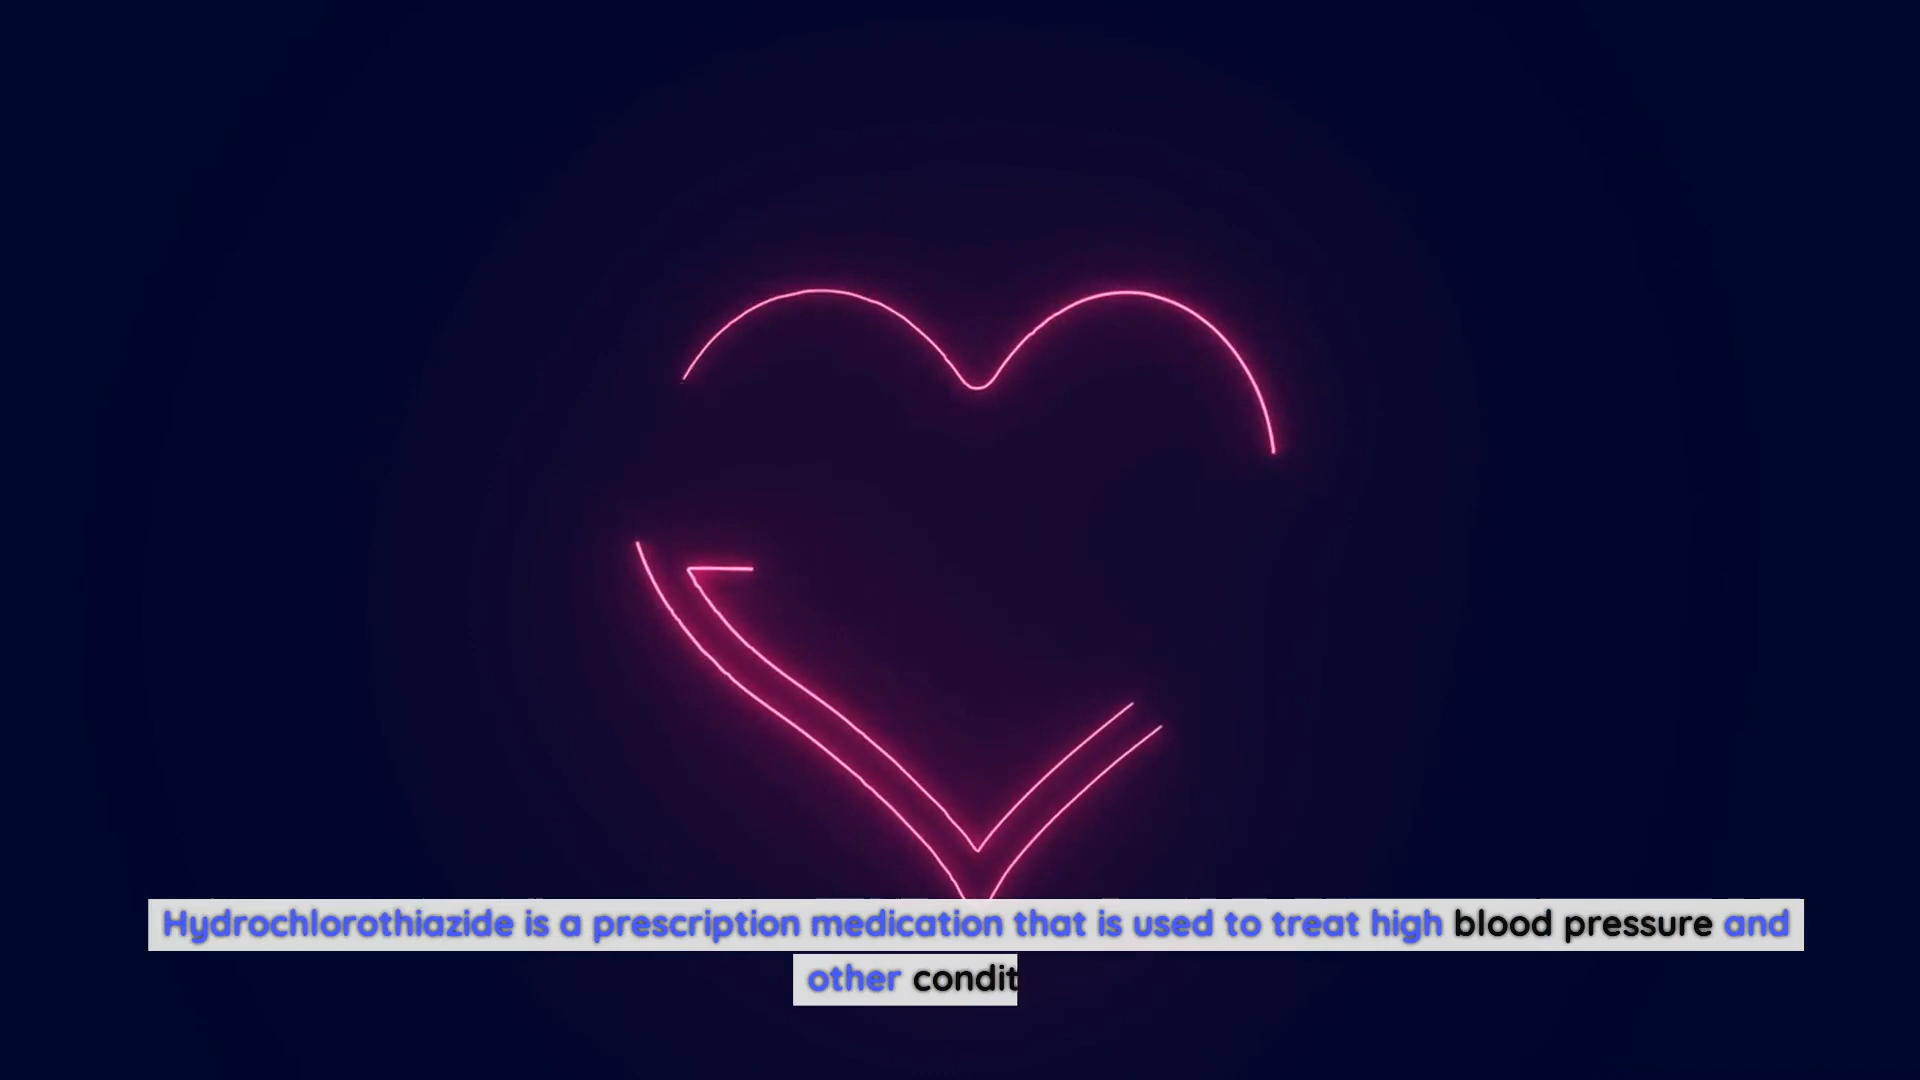 Hydrochlorothiazide is a prescription medication that is used to treat high blood pressure and
other condit